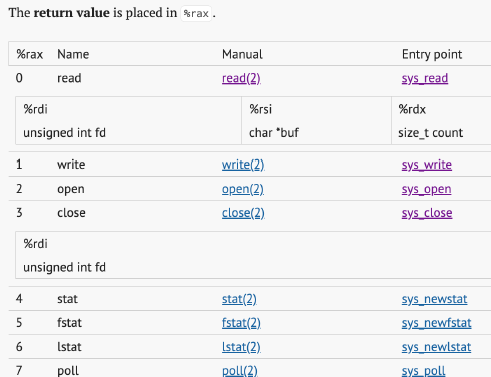 The return value is placed in %rax.
%rax Name Manual Entry point
0 read read(2) sys_read
%rdi %rsi %rdx
unsigned int fd char *buf size_t count
1 write write(2) sys_write
2 open open(2) sys_open
3 close close(2) sys_close
%rdi
unsigned int fd
4 stat stat(2) sys_newstat
5 fstat fstat(2) sys_newfstat
6 lstat lstat(2) sys_newlstat
7 poll poll(2) sys_poll